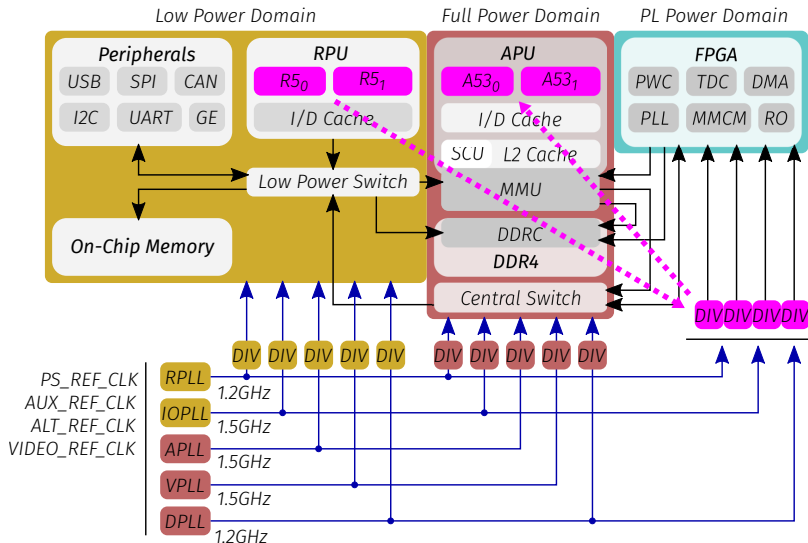 Low Power Domain Full Power Domain PL Power Domain
Peripherals RPU APU FPGA
USB SPI CAN R5₀ R5₁ A53₀ A53₁ PWC TDC DMA
I2C UART GE I/D Cache I/D Cache PLL MMCM RO
SCU L2 Cache
Low Power Switch MMU
On-Chip Memory DDRC
DDR4
Central Switch
DIV DIV DIV DIV
DIV DIV DIV DIV DIV DIV DIV DIV DIV DIV
PS_REF_CLK RPLL 1.2GHz
AUX_REF_CLK IOPLL 1.5GHz
ALT_REF_CLK
VIDEO_REF_CLK APLL 1.5GHz
VPLL 1.5GHz
DPLL 1.2GHz